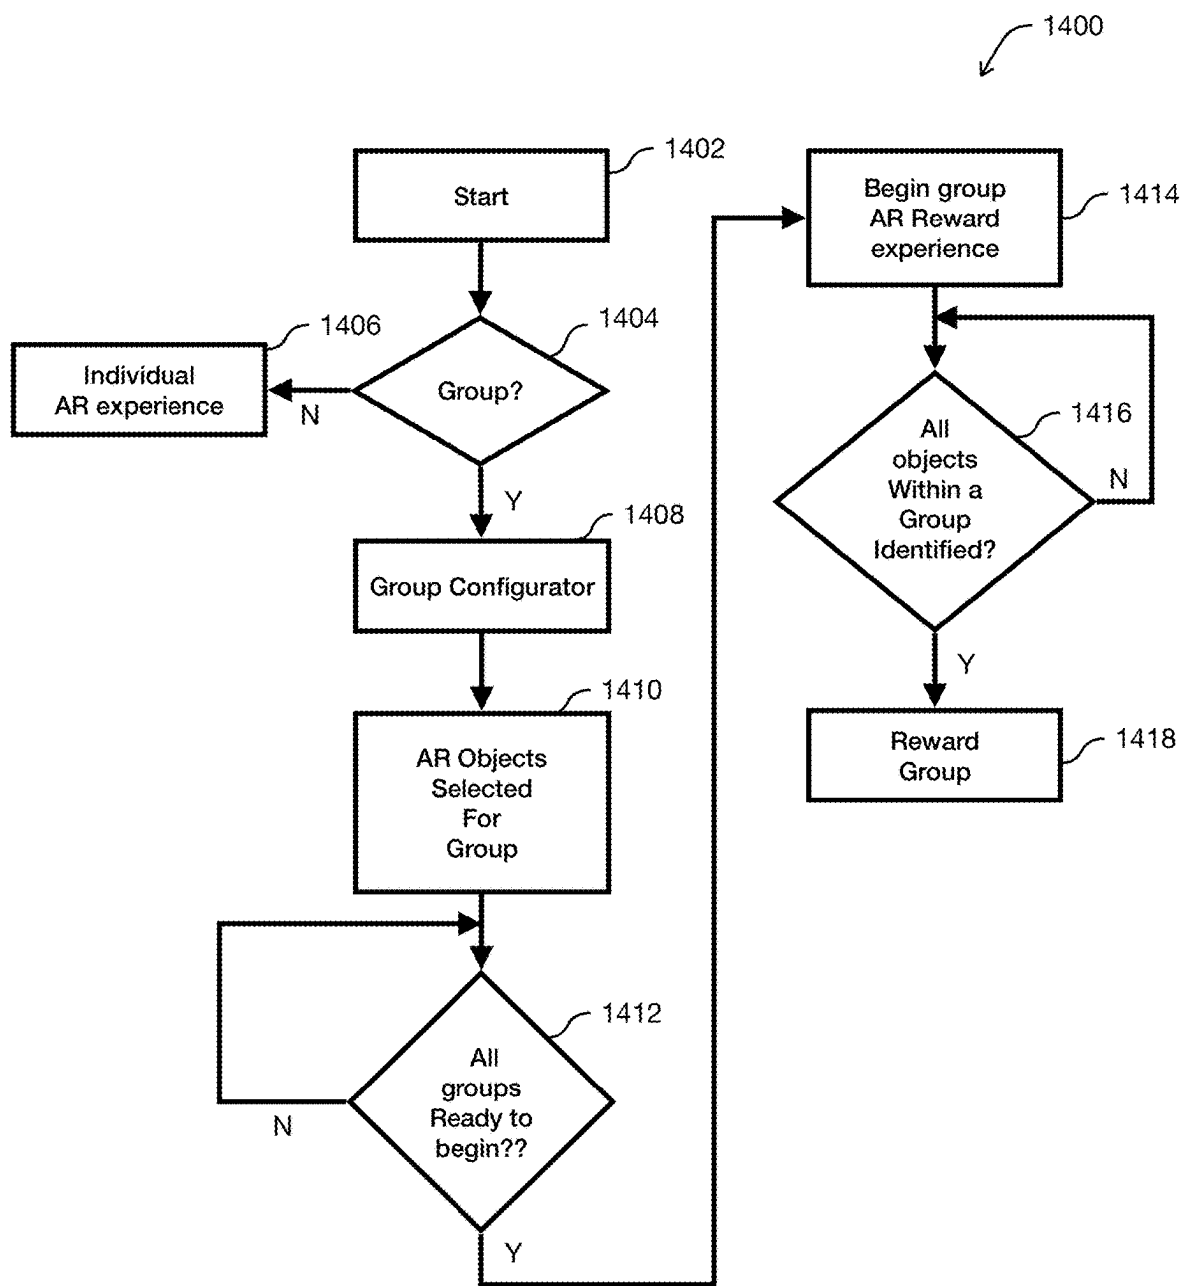 1400
1402
Start
1404
Group?
1406
Individual
AR experience
N
Y
1408
Group Configurator
1410
AR Objects
Selected
For
Group
1412
All
groups
Ready to
begin??
N
Y
1414
Begin group
AR Reward
experience
1416
All
objects
Within a
Group
Identified?
N
Y
1418
Reward
Group